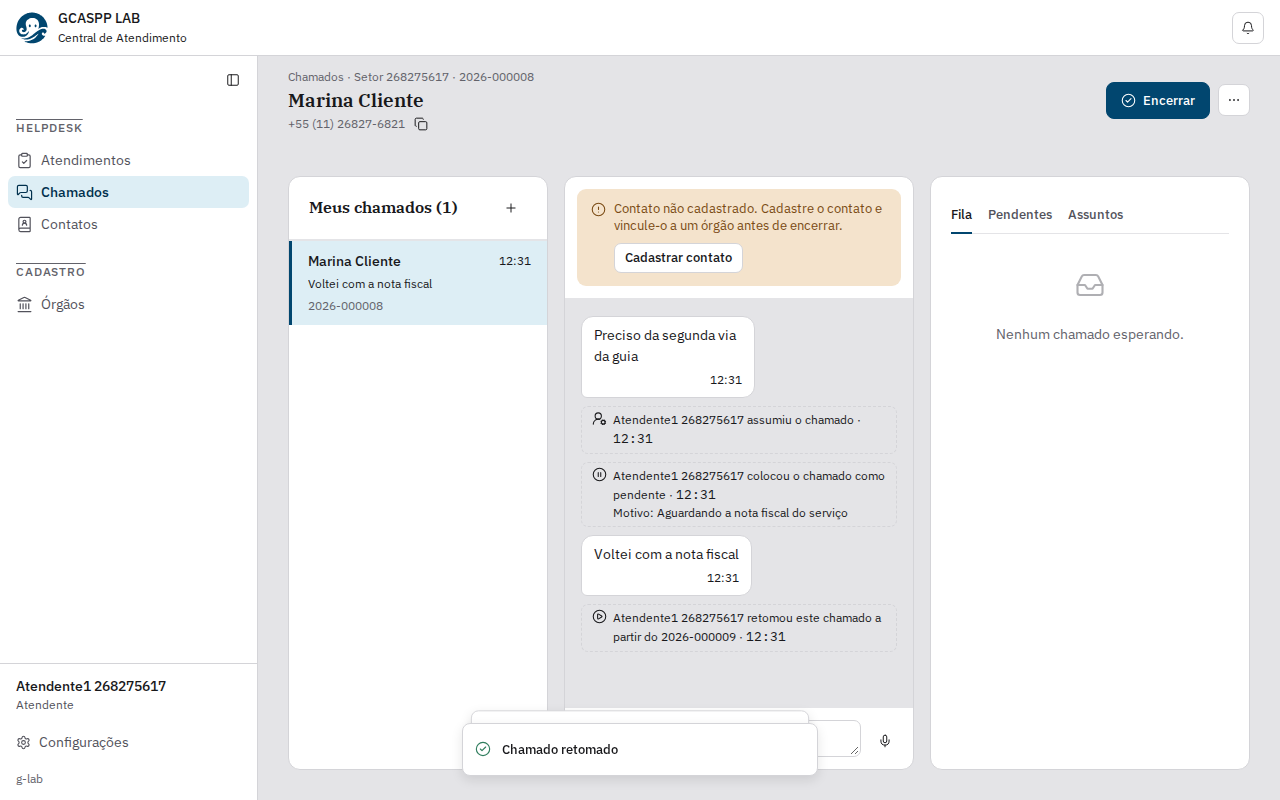 GCASPP LAB
Central de Atendimento
HELPDESK
Atendimentos
Chamados
Contatos
CADASTRO
Órgãos
Atendente1 268275617
Atendente
Configurações
g-lab
Chamados · Setor 268275617 · 2026-000008
Marina Cliente
+55 (11) 26827-6821
Encerrar
Meus chamados (1)
Marina Cliente 12:31
Voltei com a nota fiscal
2026-000008
Contato não cadastrado. Cadastre o contato e
vincule-o a um órgão antes de encerrar.
Cadastrar contato
Preciso da segunda via
da guia
12:31
Atendente1 268275617 assumiu o chamado ·
12:31
Atendente1 268275617 colocou o chamado como
pendente · 12:31
Motivo: Aguardando a nota fiscal do serviço
Voltei com a nota fiscal
12:31
Atendente1 268275617 retomou este chamado a
partir do 2026-000009 · 12:31
Chamado retomado
Fila Pendentes Assuntos
Nenhum chamado esperando.